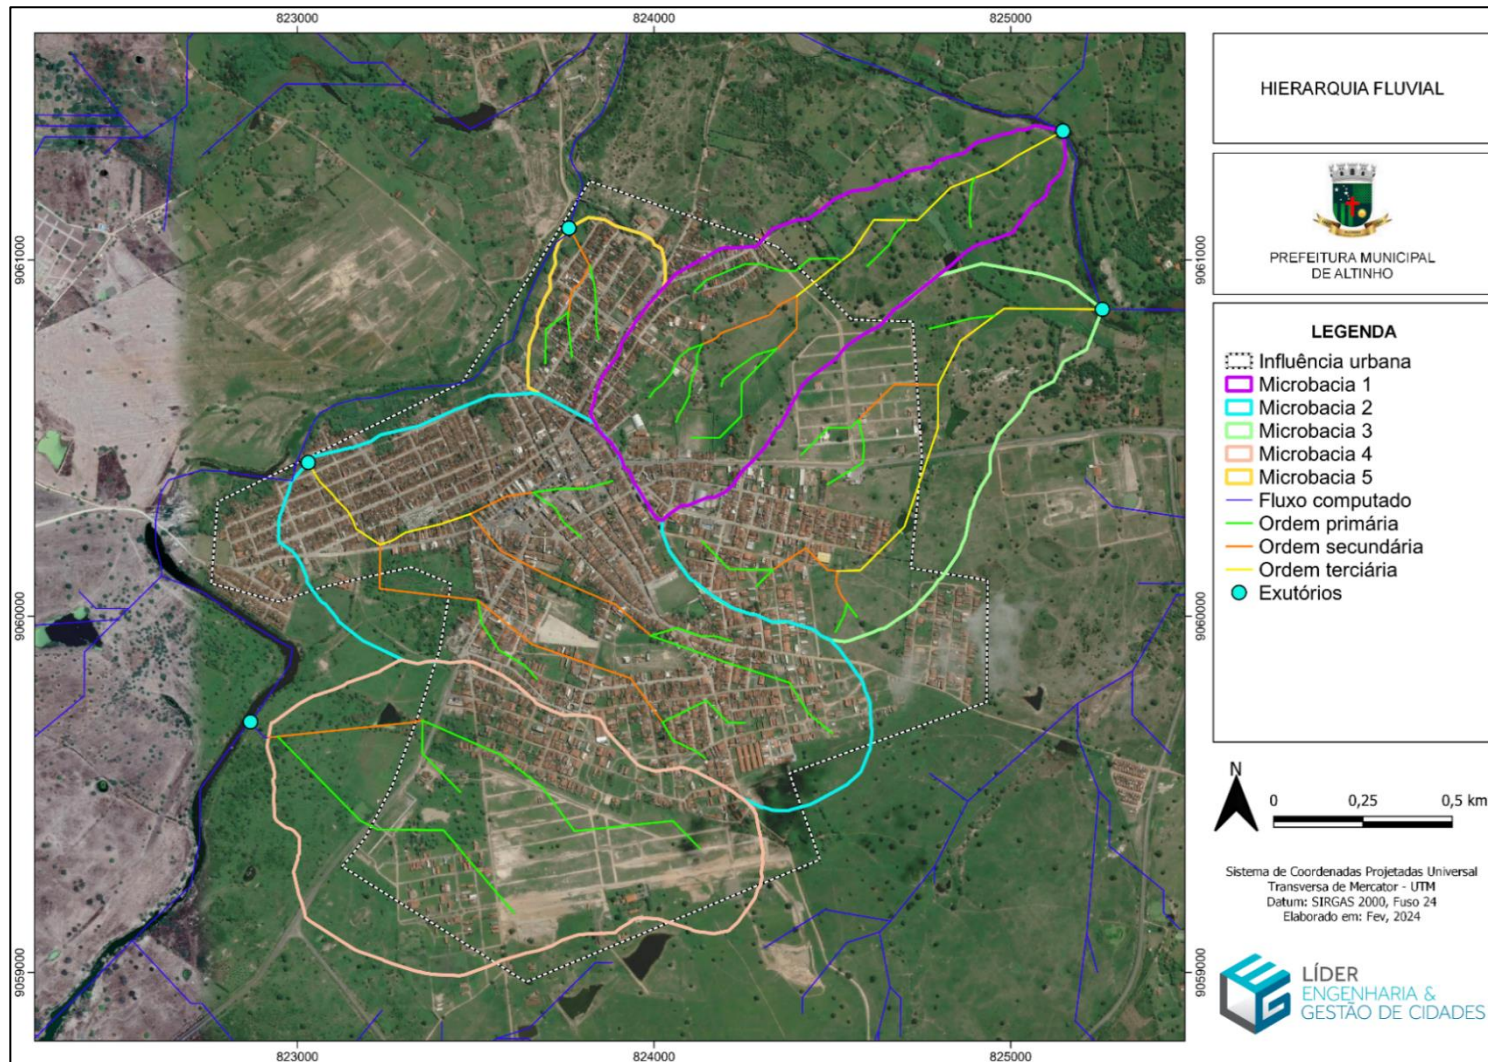 823000
824000
825000
9061000
9060000
9059000
9061000
9060000
9059000
823000
824000
825000
HIERARQUIA FLUVIAL
PREFEITURA MUNICIPAL
DE ALTINHO
LEGENDA
Influência urbana
Microbacia 1
Microbacia 2
Microbacia 3
Microbacia 4
Microbacia 5
Fluxo computado
Ordem primária
Ordem secundária
Ordem terciária
Exutórios
N
0 0,25 0,5 km
Sistema de Coordenadas Projetadas Universal
Transversa de Mercator - UTM
Datum: SIRGAS 2000, Fuso 24
Elaborado em: Fev, 2024
LÍDER
ENGENHARIA &
GESTÃO DE CIDADES